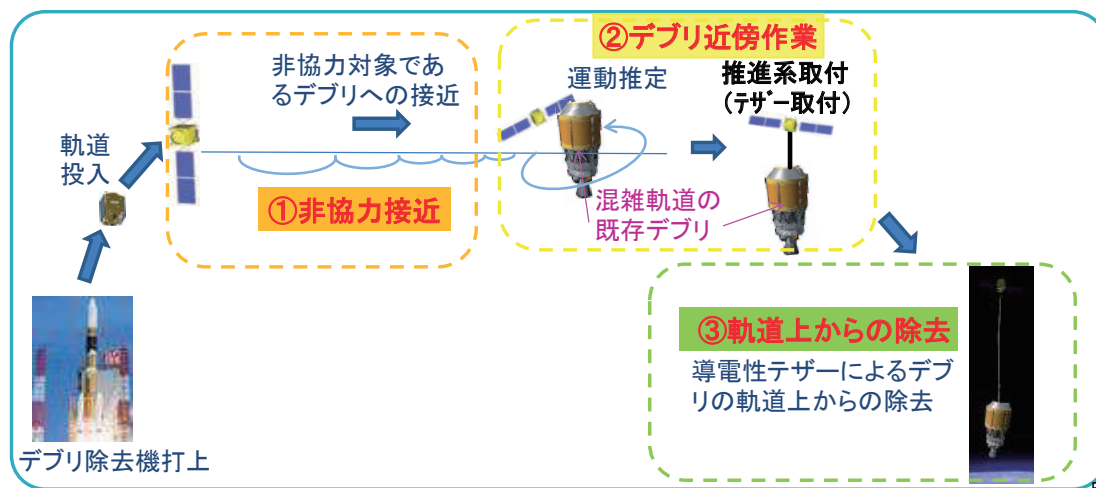 ②デブリ近傍作業
非協力対象であ
るデブリへの接近
運動推定
推進系取付
（ﾃｻﾞｰ取付）
軌道
投入
①非協力接近
混雑軌道の
既存デブリ
③軌道上からの除去
導電性テザーによるデブ
リの軌道上からの除去
デブリ除去機打上